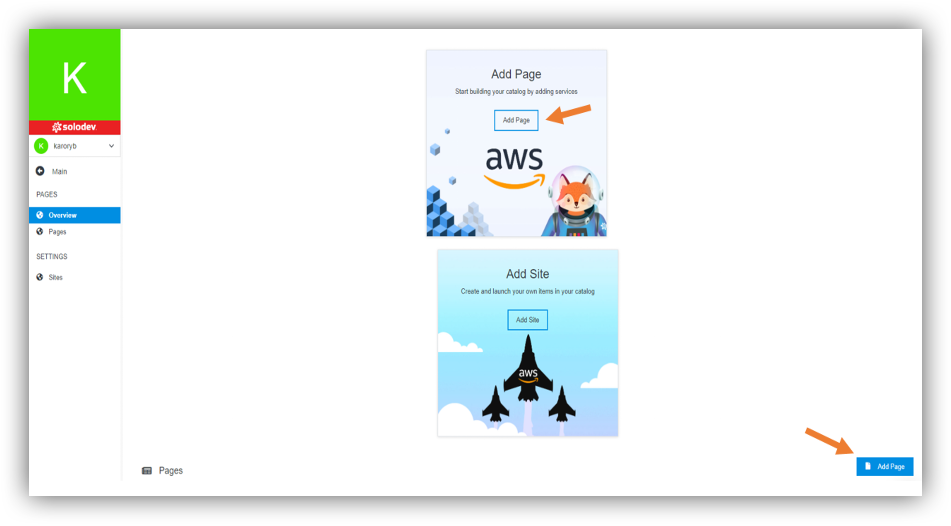 K
solodev
K
karoryb
Main
PAGES
Overview
Pages
SETTINGS
Sites
Add Page
Start building your catalog by adding services
Add Page
aws
Add Site
Create and launch your own items in your catalog
Add Site
aws
Pages
Add Page